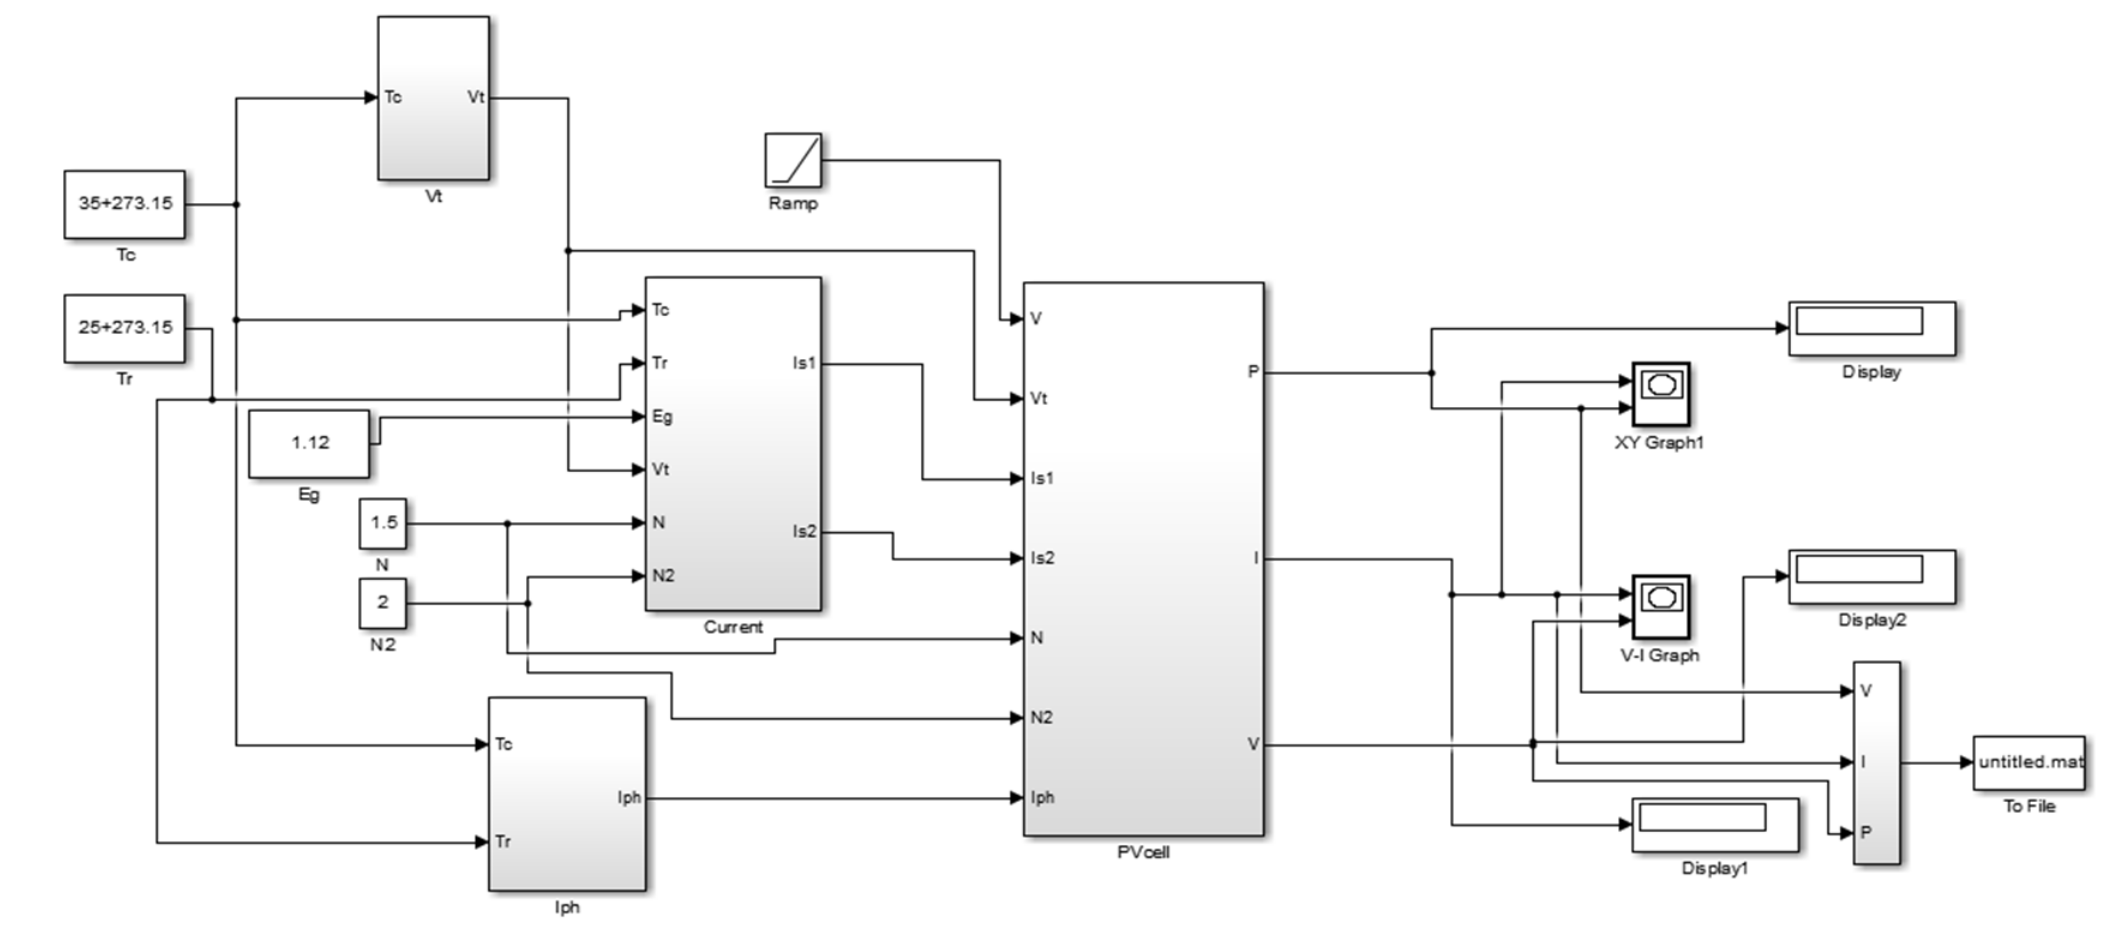 Tc
Vt
Vt
35+273.15
Tc
25+273.15
Tr
1.12
Eg
1.5
N
2
N2
Ramp
Tc
Tr
Eg
Vt
N
N2
Is1
Is2
Current
Tc
Tr
Iph
Iph
V
Vt
Is1
Is2
N
N2
Iph
P
I
V
PVcell
Display
XY Graph1
V-I Graph
Display2
Display1
V
I
P
untitled.mat
To File